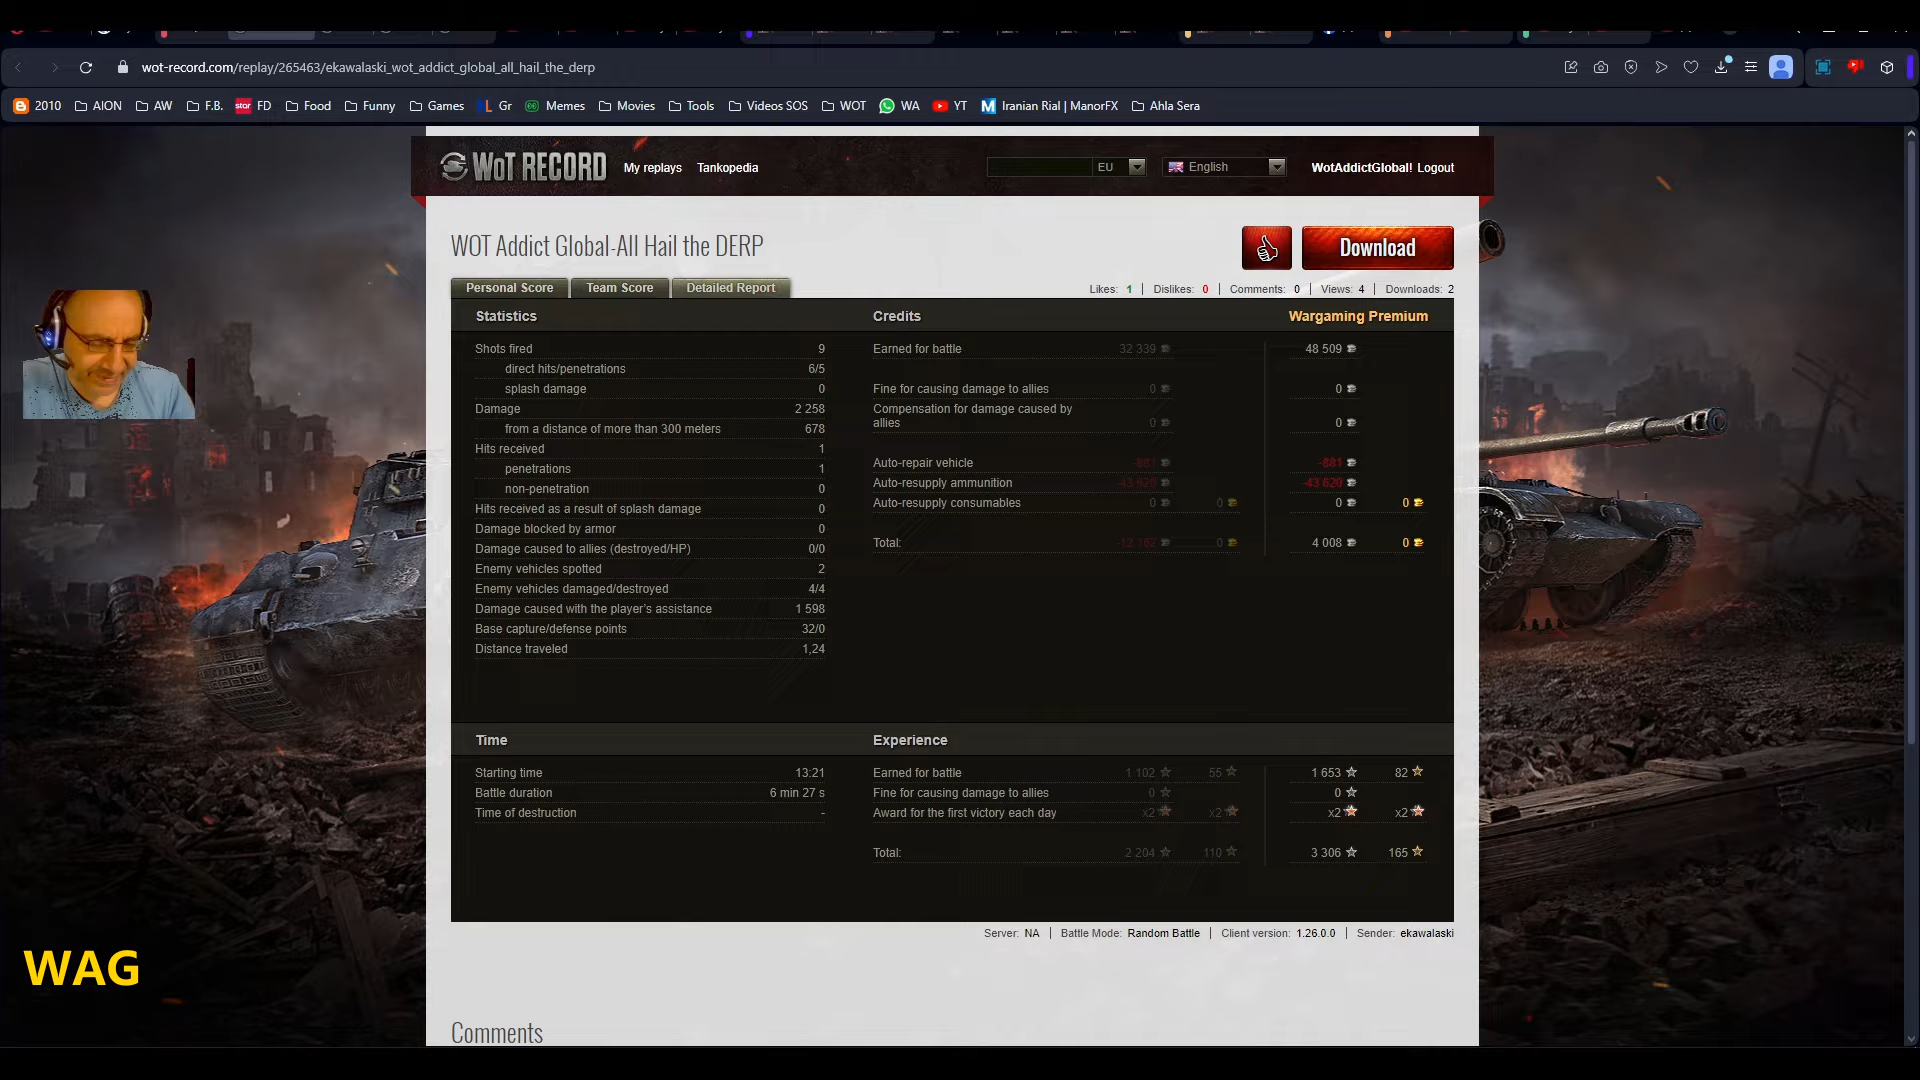 wot-record.com/replay/265463/ekawalaski_wot_addict_global_all_hail_the_derp
2010 AION AW F.B. star FD Food Funny Games Gr Memes Movies Tools Videos SOS WOT WA YT Iranian Rial | ManorFX Ahla Sera
WOT RECORD My replays Tankopedia EU English WotAddictGlobal! Logout
WOT Addict Global-All Hail the DERP Download
Personal Score Team Score Detailed Report Likes: 1 | Dislikes: 0 | Comments: 0 | Views: 4 | Downloads: 2
Statistics Credits Wargaming Premium
Shots fired 9 Earned for battle 32 339 48 509
direct hits/penetrations 6/5
splash damage 0 Fine for causing damage to allies 0 0
Damage 2 258 Compensation for damage caused by
allies 0 0
from a distance of more than 300 meters 678
Hits received 1
penetrations 1 Auto-repair vehicle -881 -881
non-penetration 0 Auto-resupply ammunition -43 620 -43 620
Hits received as a result of splash damage 0 Auto-resupply consumables 0 0 0 0
Damage blocked by armor 0
Damage caused to allies (destroyed/HP) 0/0 Total: -12 162 0 4 008 0
Enemy vehicles spotted 2
Enemy vehicles damaged/destroyed 4/4
Damage caused with the player's assistance 1 598
Base capture/defense points 32/0
Distance traveled 1,24
Time Experience
Starting time 13:21 Earned for battle 1 102 55 1 653 82
Battle duration 6 min 27 s Fine for causing damage to allies 0 0
Time of destruction - Award for the first victory each day x2 x2 x2 x2
Total: 2 204 110 3 306 165
Server: NA | Battle Mode: Random Battle | Client version: 1.26.0.0 | Sender: ekawalaski
WAG
Comments